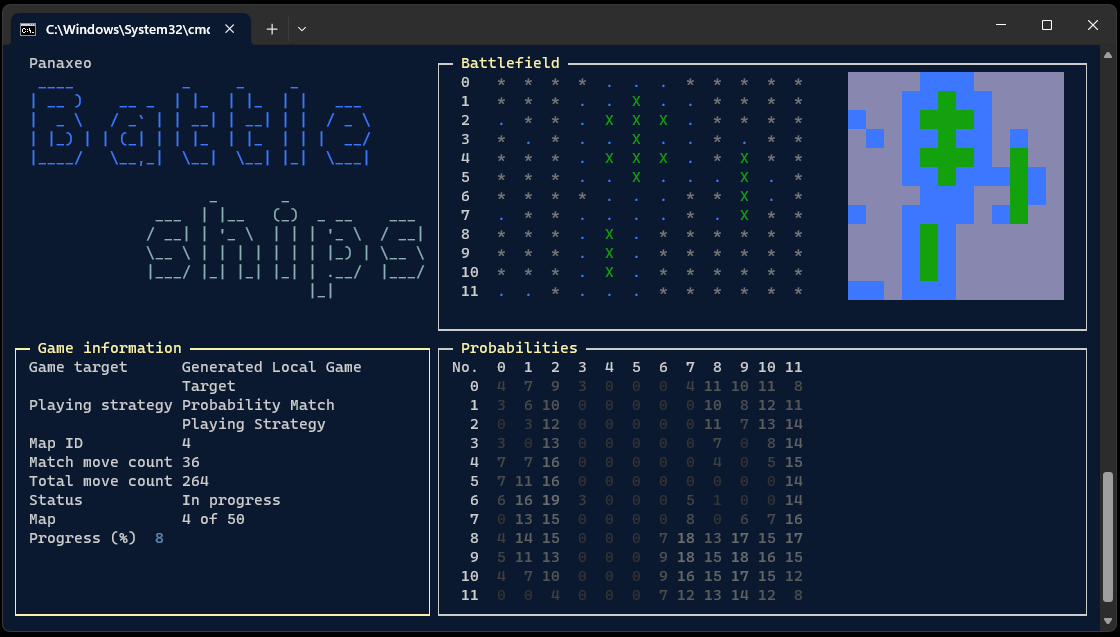 C:\Windows\System32\cmc
Panaxeo
Battle
ships
Battlefield
0 * * * * . . . * * * * *
1 * * * . . X . . * * * *
2 . * * . X X X . * * * *
3 * . * . . X . . * . * *
4 * * * . X X X . * X * *
5 * * * . . X . . . X . *
6 * * * * . . . * * X . *
7 . * * . . . . * . X * *
8 * * * . X . * * * * * *
9 * * * . X . * * * * * *
10 * * * . X . * * * * * *
11 . . * . . . * * * * * *
Game information
Game target Generated Local Game
Target
Playing strategy Probability Match
Playing Strategy
Map ID 4
Match move count 36
Total move count 264
Status In progress
Map 4 of 50
Progress (%) 8
Probabilities
No. 0 1 2 3 4 5 6 7 8 9 10 11
0 4 7 9 3 0 0 0 4 11 10 11 8
1 3 6 10 0 0 0 0 0 10 8 12 11
2 0 3 12 0 0 0 0 0 11 7 13 14
3 3 0 13 0 0 0 0 0 7 0 8 14
4 7 7 16 0 0 0 0 0 4 0 5 15
5 7 11 16 0 0 0 0 0 0 0 0 14
6 6 16 19 3 0 0 0 5 1 0 0 14
7 0 13 15 0 0 0 0 8 0 6 7 16
8 4 14 15 0 0 0 7 18 13 17 15 17
9 5 11 13 0 0 0 9 18 15 18 16 15
10 4 7 10 0 0 0 9 16 15 17 15 12
11 0 0 4 0 0 0 7 12 13 14 12 8